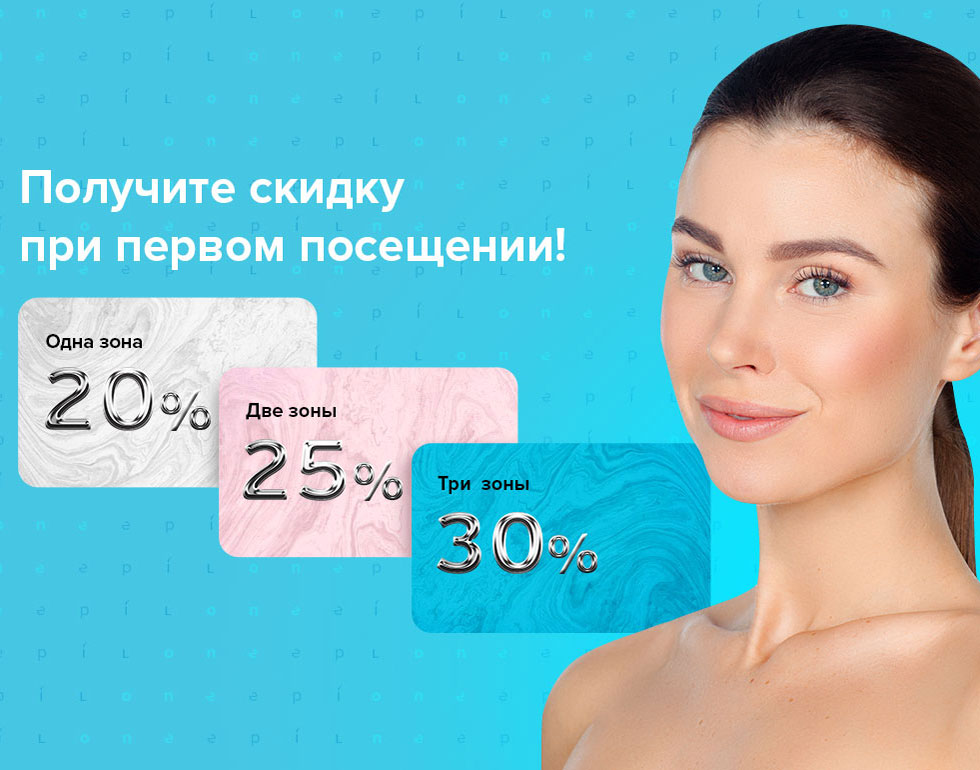 Получите скидку
при первом посещении!
Одна зона
20%
Две зоны
25%
Три зоны
30%